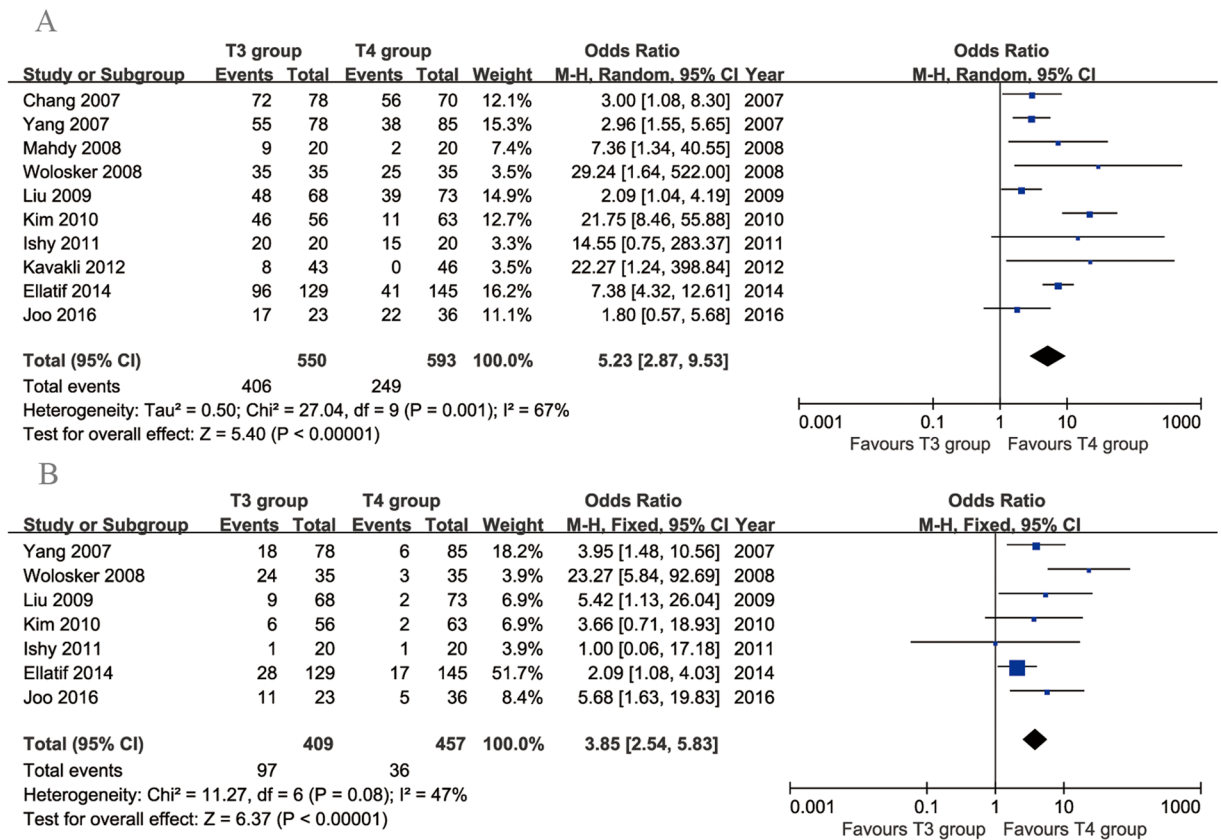 A
T3 group T4 group Odds Ratio Odds Ratio
Study or Subgroup Events Total Events Total Weight M-H, Random, 95% CI Year M-H, Random, 95% CI
Chang 2007 72 78 56 70 12.1% 3.00 [1.08, 8.30] 2007
Yang 2007 55 78 38 85 15.3% 2.96 [1.55, 5.65] 2007
Mahdy 2008 9 20 2 20 7.4% 7.36 [1.34, 40.55] 2008
Wolosker 2008 35 35 25 35 3.5% 29.24 [1.64, 522.00] 2008
Liu 2009 48 68 39 73 14.9% 2.09 [1.04, 4.19] 2009
Kim 2010 46 56 11 63 12.7% 21.75 [8.46, 55.88] 2010
Ishy 2011 20 20 15 20 3.3% 14.55 [0.75, 283.37] 2011
Kavakli 2012 8 43 0 46 3.5% 22.27 [1.24, 398.84] 2012
Ellatif 2014 96 129 41 145 16.2% 7.38 [4.32, 12.61] 2014
Joo 2016 17 23 22 36 11.1% 1.80 [0.57, 5.68] 2016
Total (95% CI) 550 593 100.0% 5.23 [2.87, 9.53]
Total events 406 249
Heterogeneity: Tau² = 0.50; Chi² = 27.04, df = 9 (P = 0.001); I² = 67%
Test for overall effect: Z = 5.40 (P < 0.00001)
0.001 0.1 1 10 1000
Favours T3 group Favours T4 group
B
T3 group T4 group Odds Ratio Odds Ratio
Study or Subgroup Events Total Events Total Weight M-H, Fixed, 95% CI Year M-H, Fixed, 95% CI
Yang 2007 18 78 6 85 18.2% 3.95 [1.48, 10.56] 2007
Wolosker 2008 24 35 3 35 3.9% 23.27 [5.84, 92.69] 2008
Liu 2009 9 68 2 73 6.9% 5.42 [1.13, 26.04] 2009
Kim 2010 6 56 2 63 6.9% 3.66 [0.71, 18.93] 2010
Ishy 2011 1 20 1 20 3.9% 1.00 [0.06, 17.18] 2011
Ellatif 2014 28 129 17 145 51.7% 2.09 [1.08, 4.03] 2014
Joo 2016 11 23 5 36 8.4% 5.68 [1.63, 19.83] 2016
Total (95% CI) 409 457 100.0% 3.85 [2.54, 5.83]
Total events 97 36
Heterogeneity: Chi² = 11.27, df = 6 (P = 0.08); I² = 47%
Test for overall effect: Z = 6.37 (P < 0.00001)
0.001 0.1 1 10 1000
Favours T3 group Favours T4 group